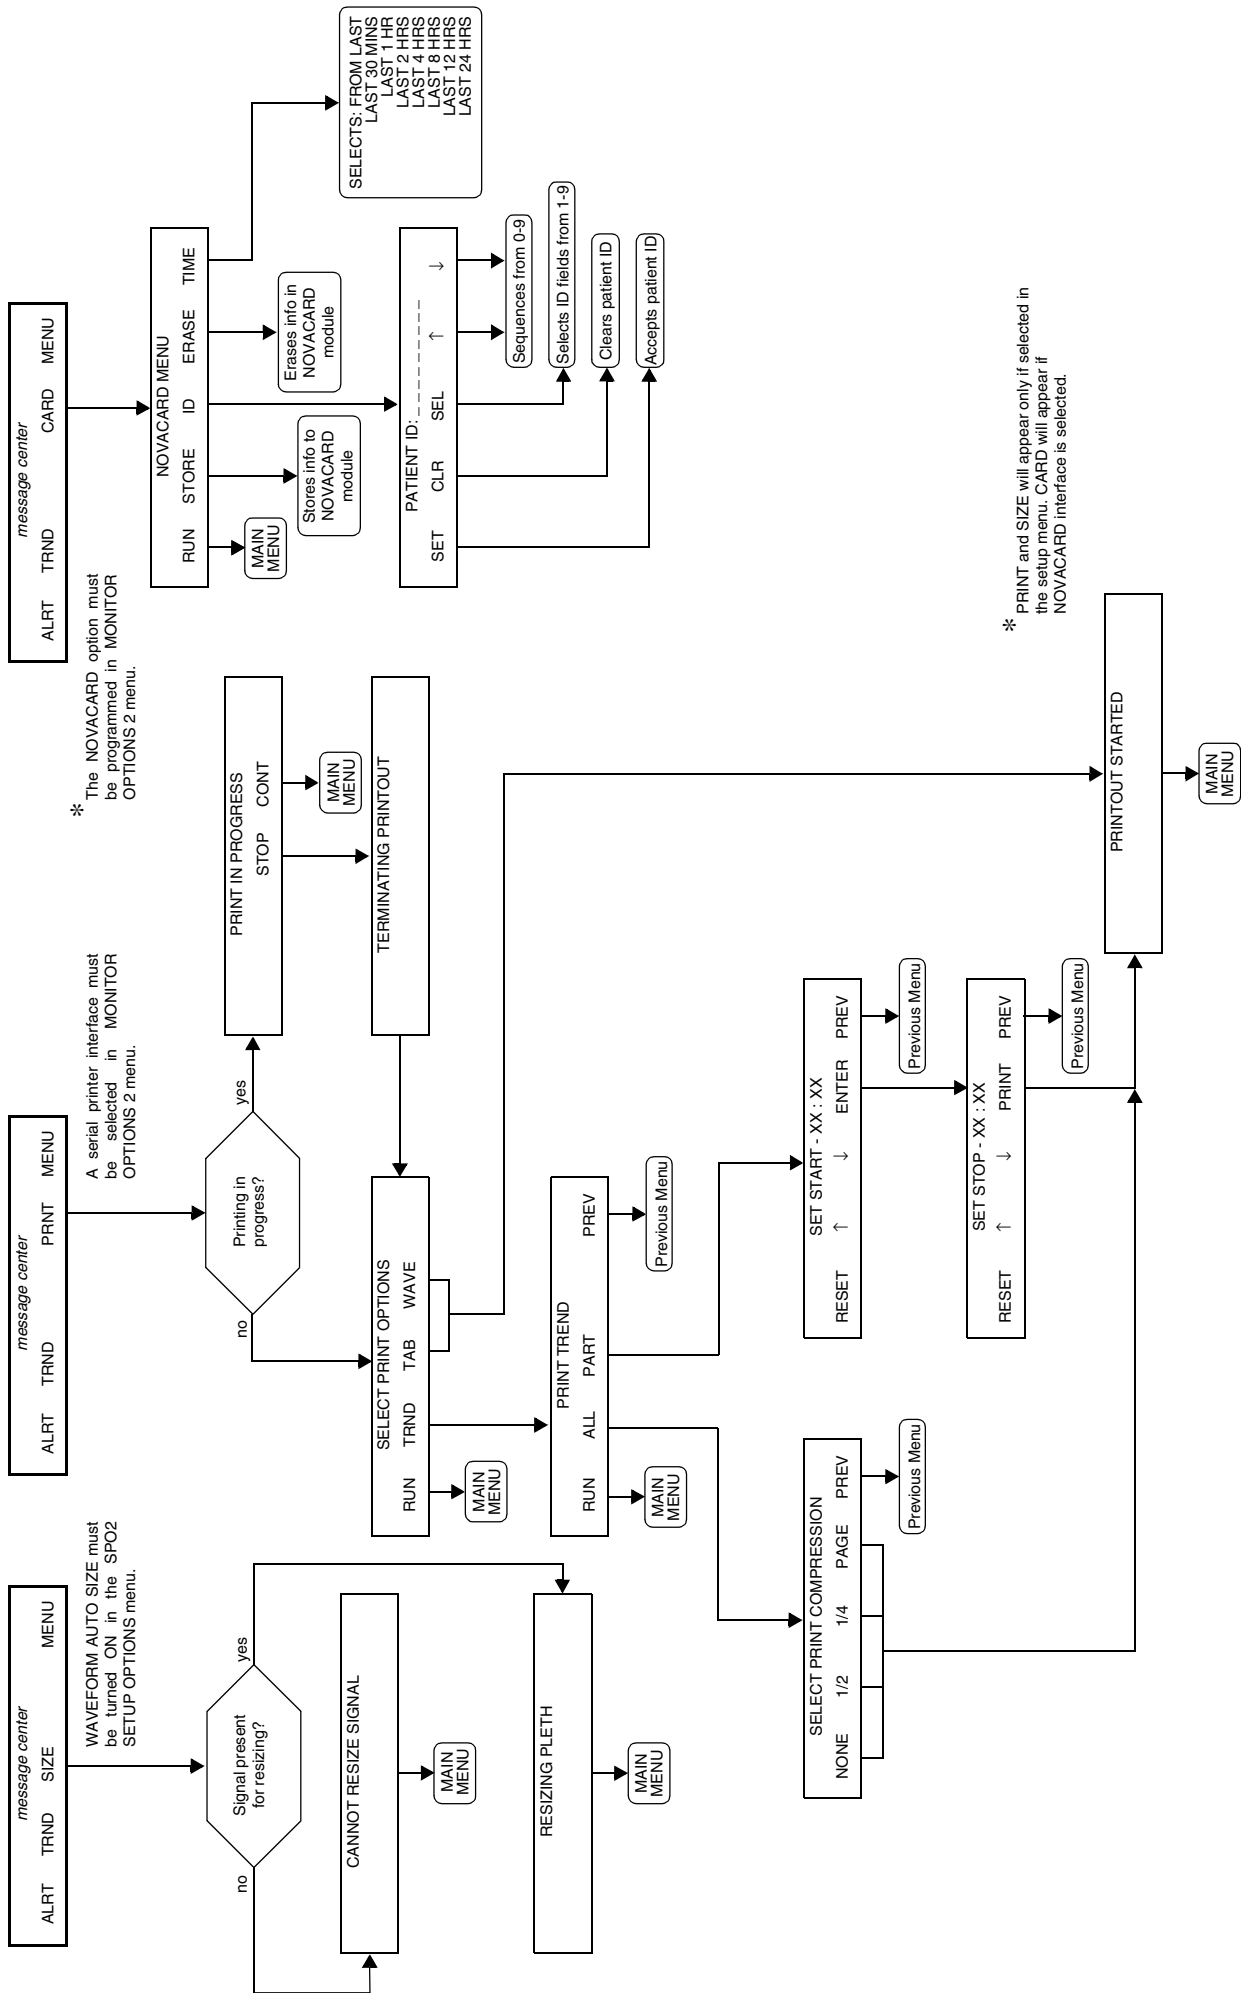 message center
ALRT TRND SIZE MENU
WAVEFORM AUTO SIZE must
be turned ON in the SPO2
SETUP OPTIONS menu.
Signal present
for resizing?
no
yes
CANNOT RESIZE SIGNAL
MAIN
MENU
RESIZING PLETH
MAIN
MENU
message center
ALRT TRND PRNT MENU
A serial printer interface must
be selected in MONITOR
OPTIONS 2 menu.
Printing in
progress?
no
yes
PRINT IN PROGRESS
STOP CONT
MAIN
MENU
TERMINATING PRINTOUT
SELECT PRINT OPTIONS
RUN TRND TAB WAVE
MAIN
MENU
PRINT TREND
RUN ALL PART PREV
MAIN
MENU
Previous Menu
SELECT PRINT COMPRESSION
NONE 1/2 1/4 PAGE PREV
Previous Menu
SET START - XX : XX
RESET ↑ ↓ ENTER PREV
Previous Menu
SET STOP - XX : XX
RESET ↑ ↓ PRINT PREV
Previous Menu
PRINTOUT STARTED
MAIN
MENU
message center
ALRT TRND CARD MENU
* The NOVACARD option must
be programmed in MONITOR
OPTIONS 2 menu.
NOVACARD MENU
RUN STORE ID ERASE TIME
MAIN
MENU
Stores info to
NOVACARD
module
Erases info in
NOVACARD
module
SELECTS: FROM LAST
LAST 30 MINS
LAST 1 HR
LAST 2 HRS
LAST 4 HRS
LAST 8 HRS
LAST 12 HRS
LAST 24 HRS
PATIENT ID: _ _ _ _ _ _ _ _ _
SET CLR SEL ↑ ↓
Sequences from 0-9
Selects ID fields from 1-9
Clears patient ID
Accepts patient ID
* PRINT and SIZE will appear only if selected in
the setup menu. CARD will appear if
NOVACARD interface is selected.